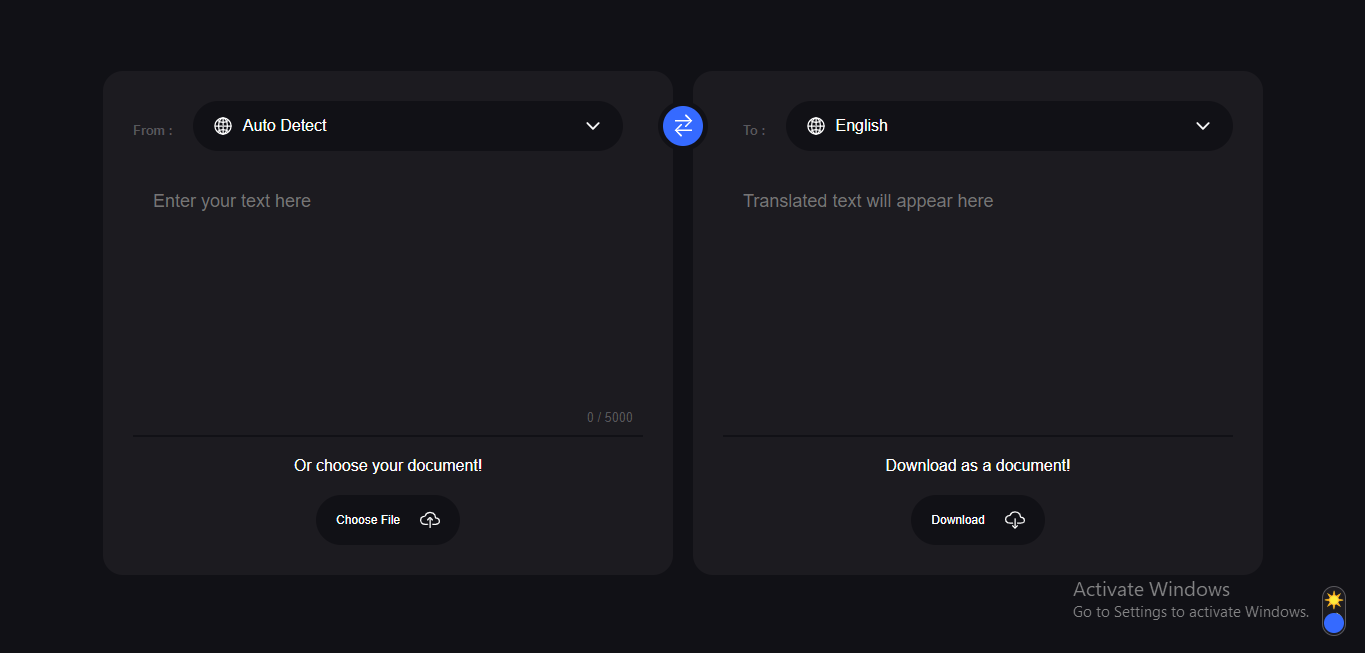 From :
Auto Detect
To :
English
Enter your text here
Translated text will appear here
0 / 5000
Or choose your document!
Download as a document!
Choose File
Download
Activate Windows
Go to Settings to activate Windows.